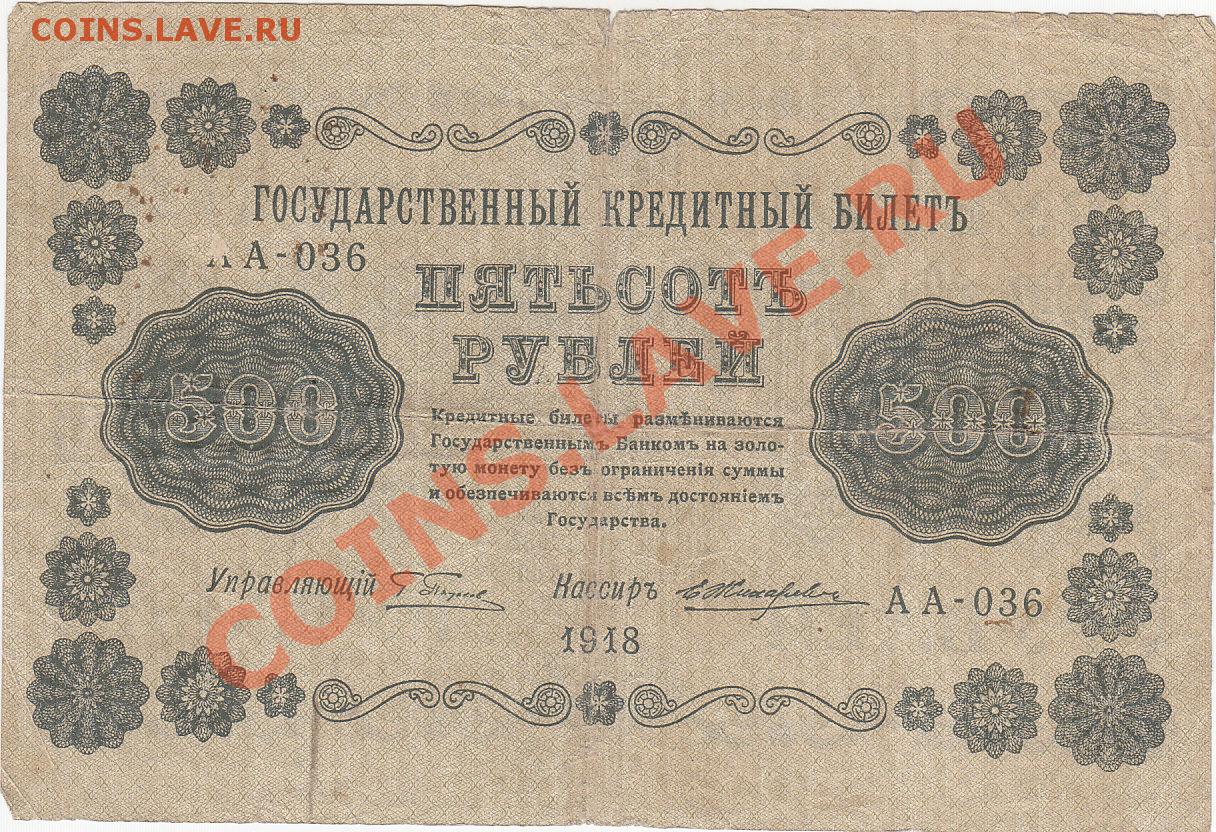 COINS.LAVE.RU
ГОСУДАРСТВЕННЫЙ КРЕДИТНЫЙ БИЛЕТЪ
АА-036
ПЯТЬСОТЪ
РУБЛЕЙ
500
500
Кредитные билеты размѣниваются
Государственнымъ Банкомъ на золо-
тую монету безъ ограниченія суммы
и обезпечиваются всѣмъ достояніемъ
Государства.
Управляющій
Кассиръ
АА-036
1918
COINS.LAVE.RU